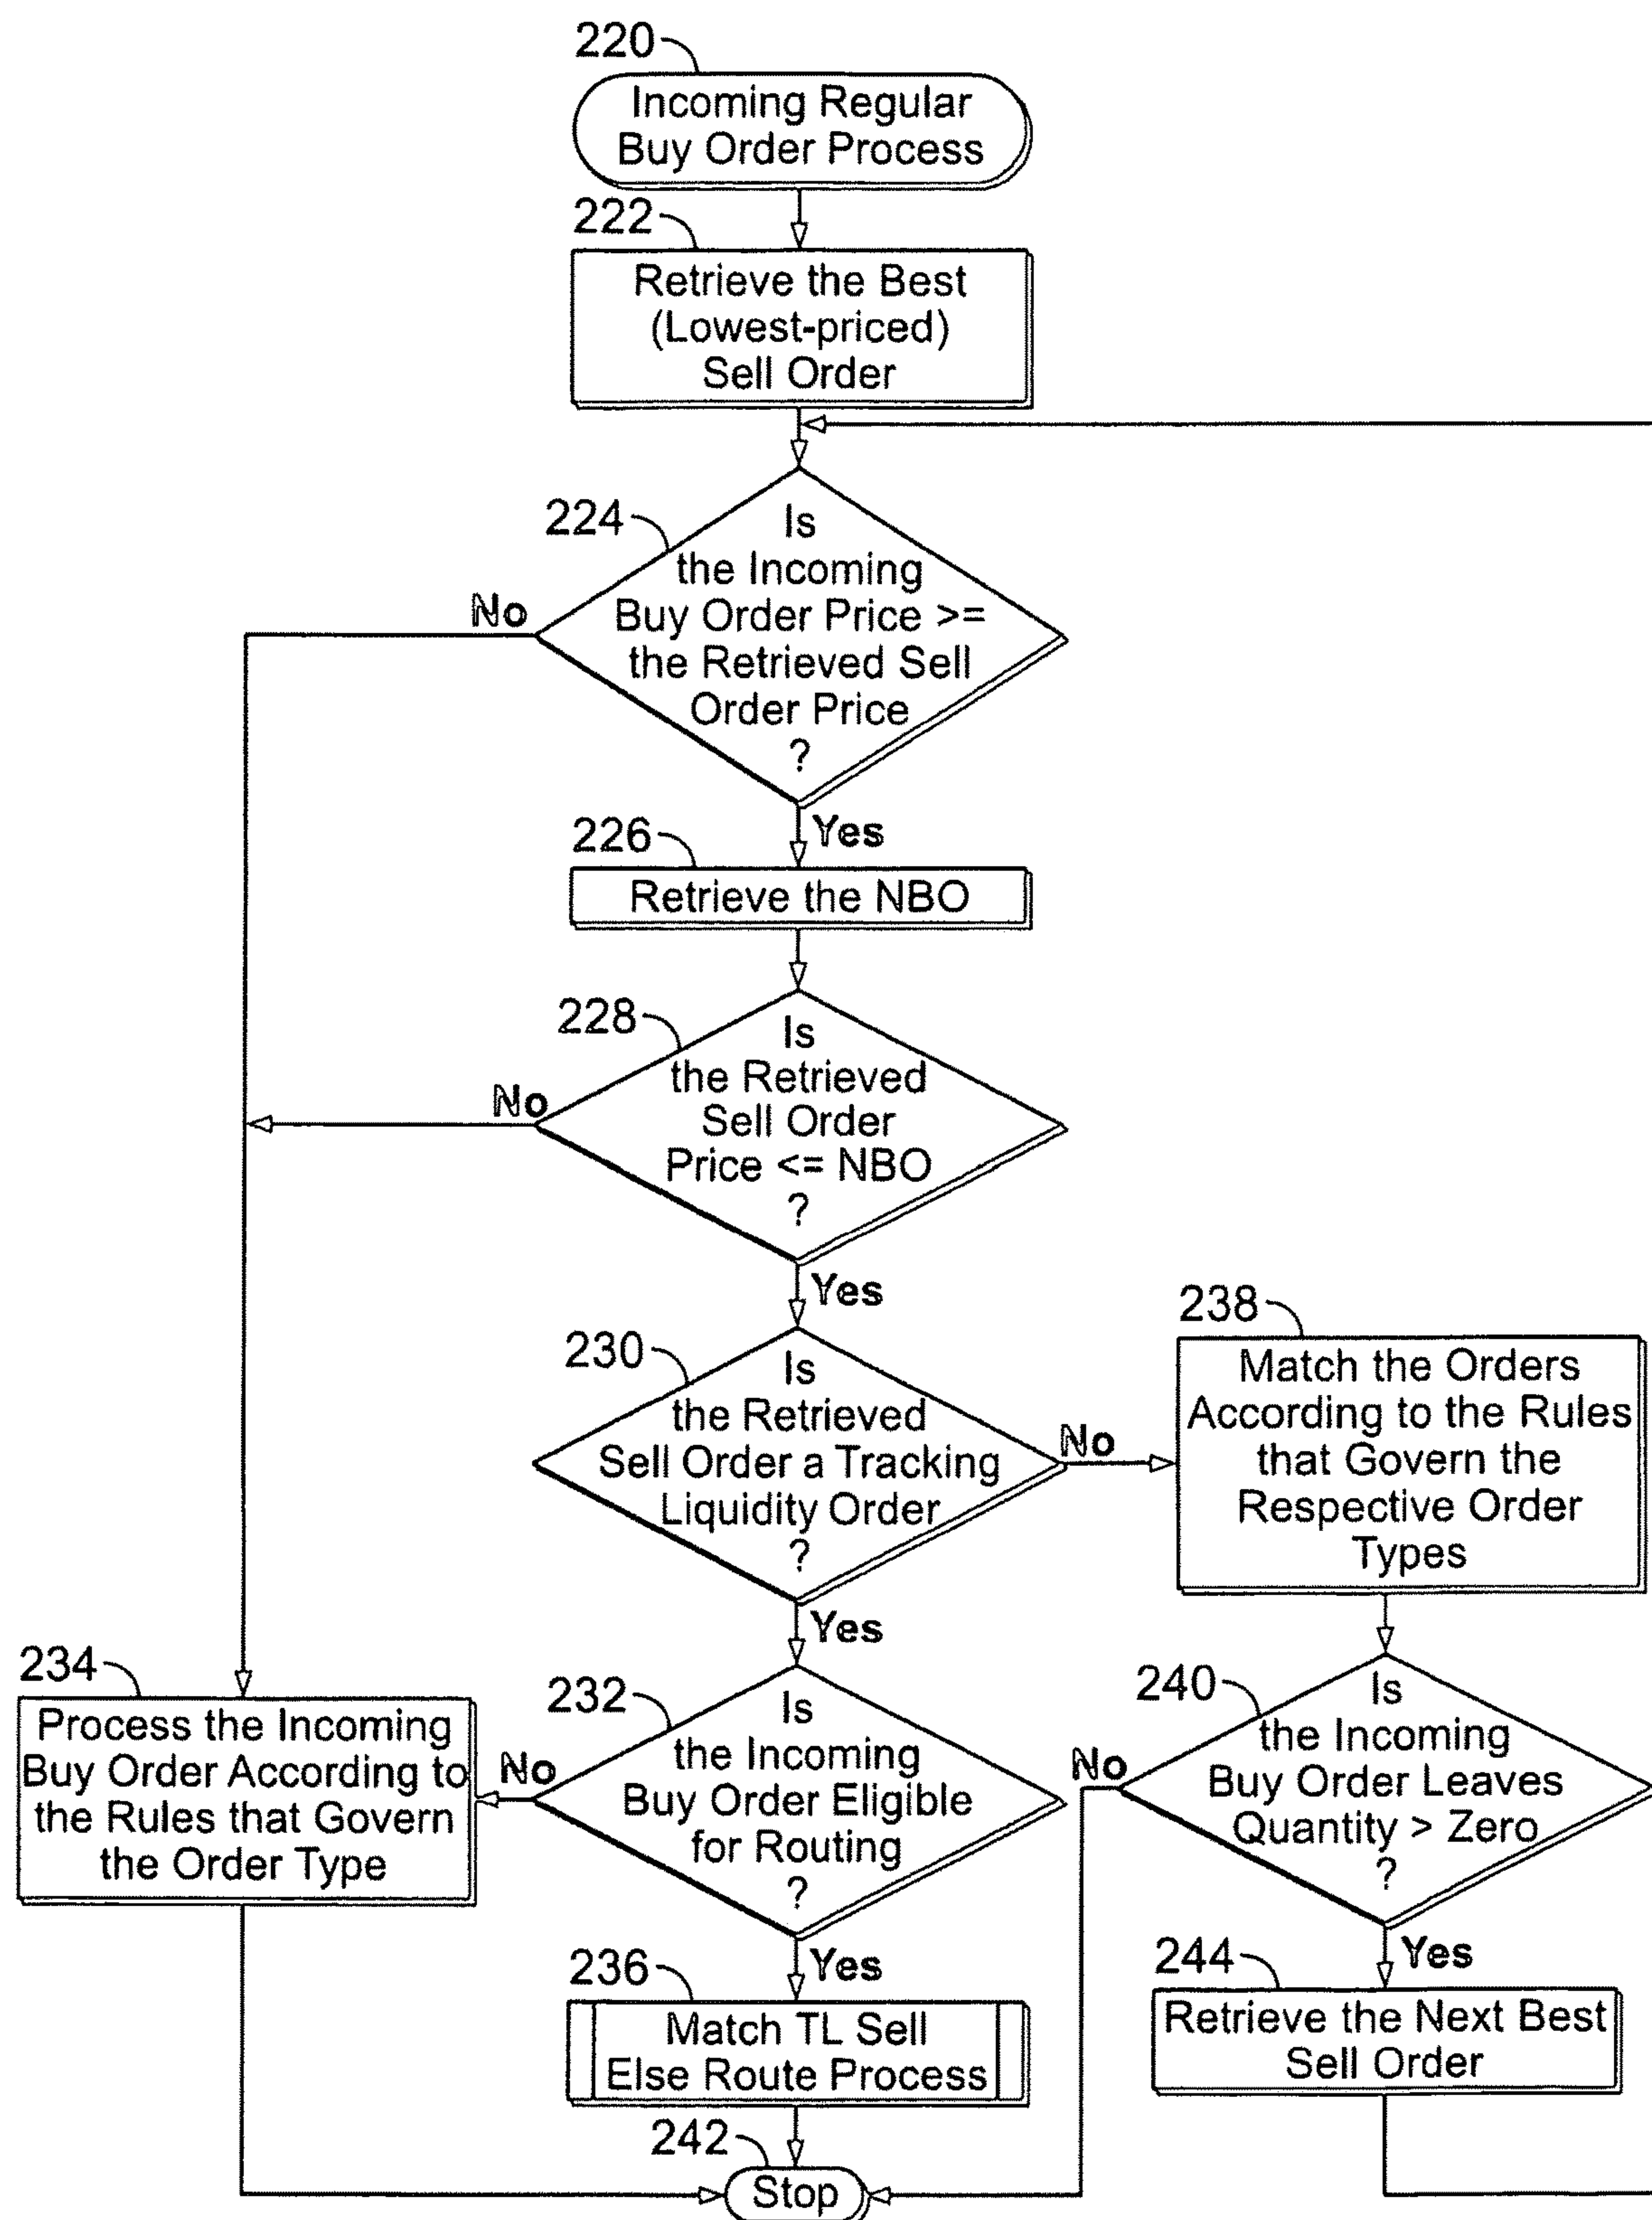 220
Incoming Regular
Buy Order Process
222
Retrieve the Best
(Lowest-priced)
Sell Order
224
Is
the Incoming
Buy Order Price >=
the Retrieved Sell
Order Price
?
No
Yes
226
Retrieve the NBO
228
Is
the Retrieved
Sell Order
Price <= NBO
?
No
Yes
230
Is
the Retrieved
Sell Order a Tracking
Liquidity Order
?
No
Yes
238
Match the Orders
According to the Rules
that Govern the
Respective Order
Types
234
Process the Incoming
Buy Order According to
the Rules that Govern
the Order Type
232
Is
the Incoming
Buy Order Eligible
for Routing
?
No
Yes
240
Is
the Incoming
Buy Order Leaves
Quantity > Zero
?
No
Yes
236
Match TL Sell
Else Route Process
244
Retrieve the Next Best
Sell Order
242
Stop